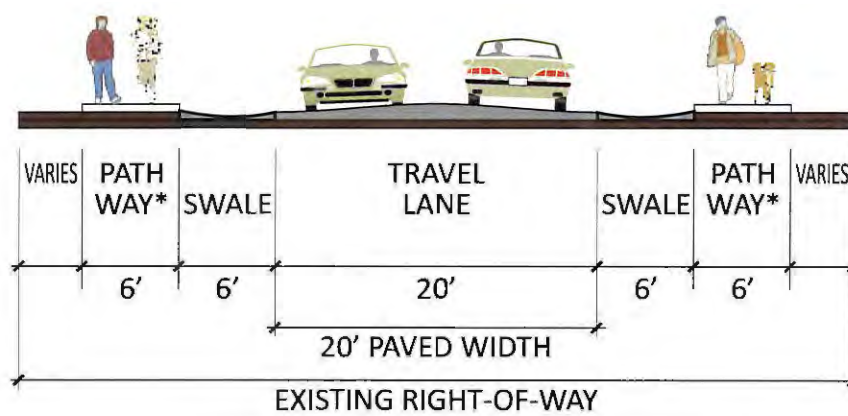 VARIES
PATH
WAY*
SWALE
TRAVEL
LANE
SWALE
PATH
WAY*
VARIES
6'
6'
20'
6'
6'
20' PAVED WIDTH
EXISTING RIGHT-OF-WAY